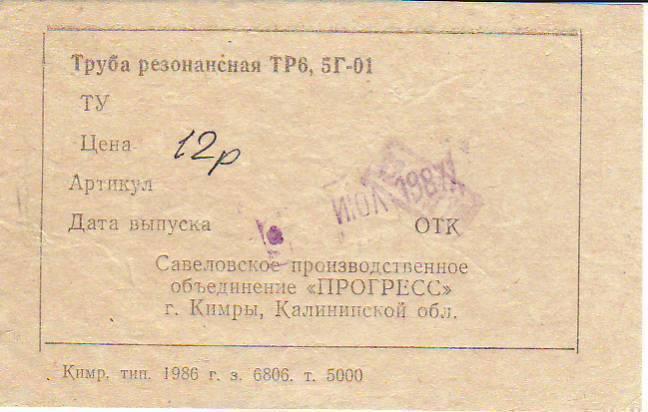 Труба резонансная ТР6, 5Г-01
ТУ
Цена 12р
Артикул
Дата выпуска ОТК
Савеловское производственное
объединение «ПРОГРЕСС»
г. Кимры, Калининской обл.
Кимр. тип. 1986 г. з. 6806. т. 5000